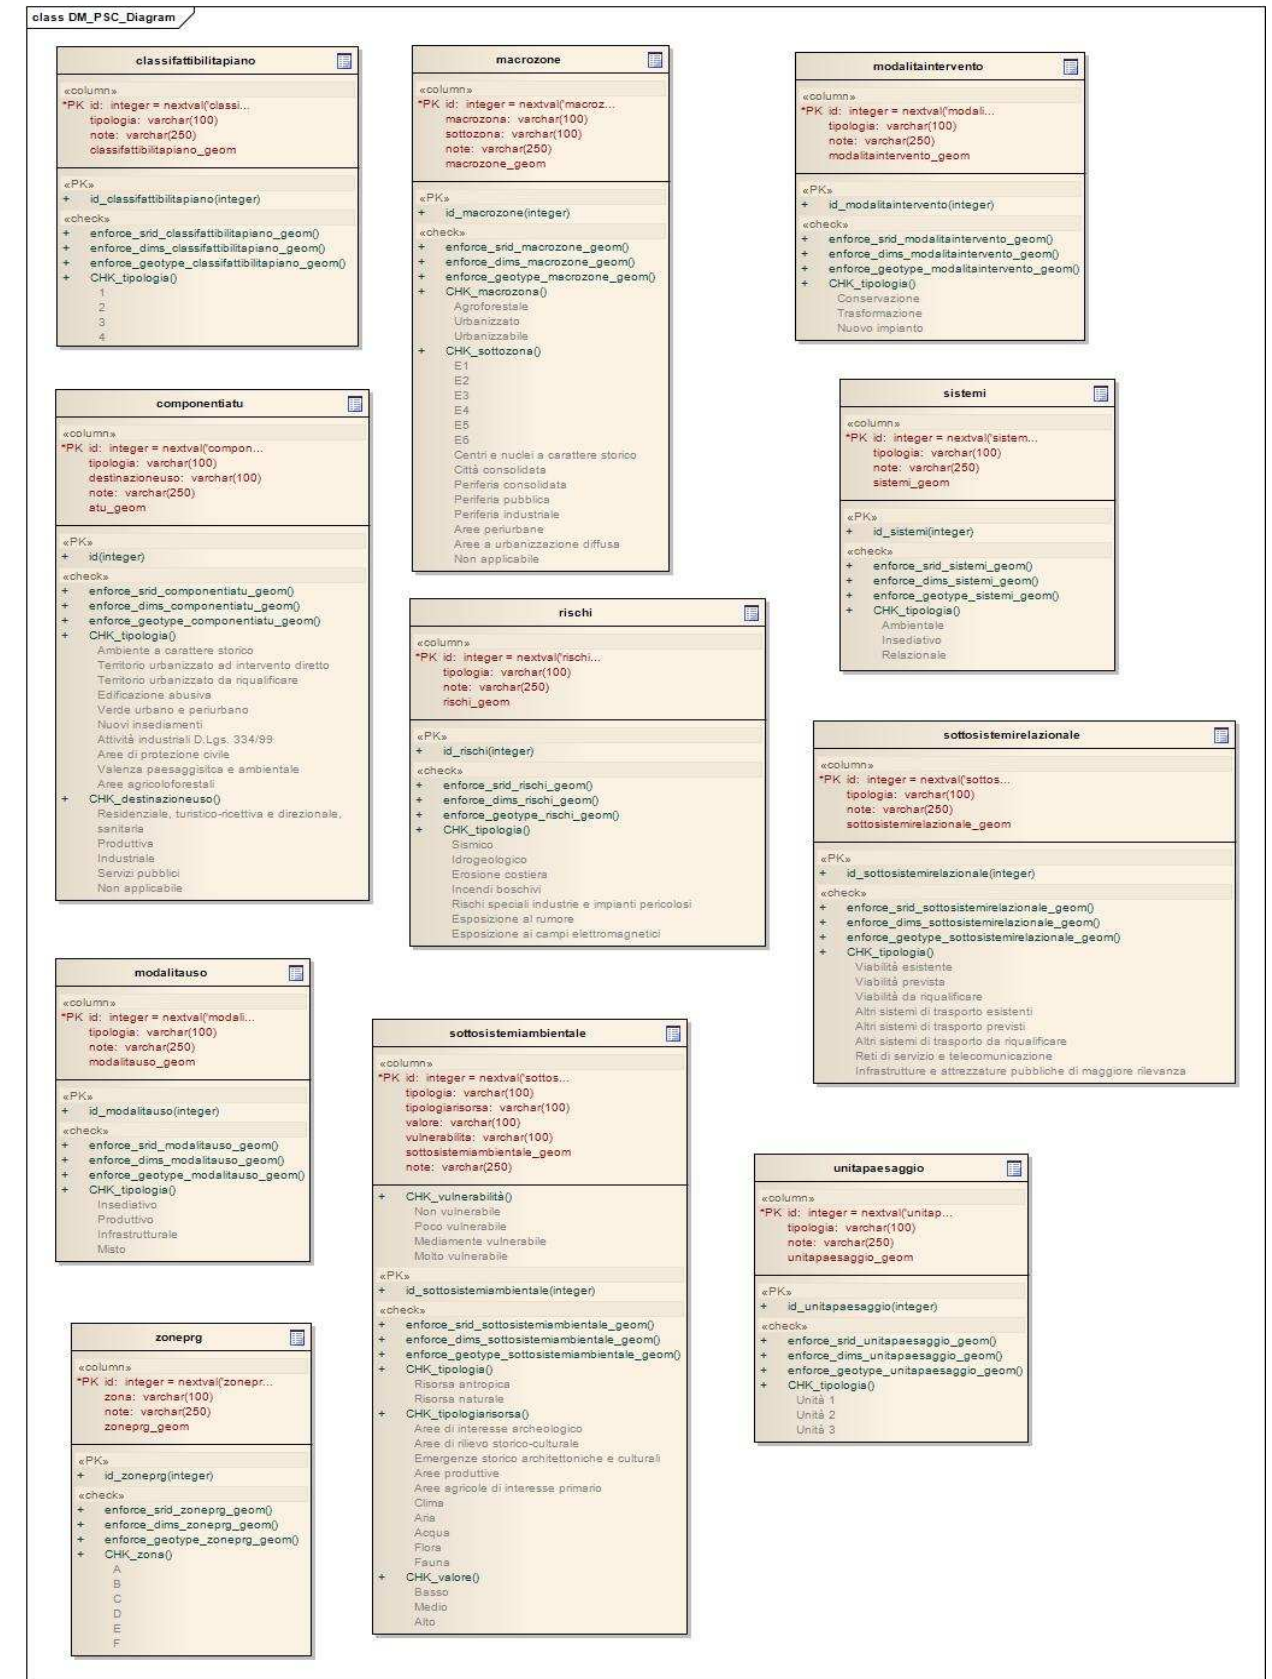 class DM_PSC_Diagram
classifattibilitapiano
«column»
*PK id: integer = nextval('classi...
tipologia: varchar(100)
note: varchar(250)
classifattibilitapiano_geom
«PK»
+ id_classifattibilitapiano(integer)
«check»
+ enforce_srid_classifattibilitapiano_geom()
+ enforce_dims_classifattibilitapiano_geom()
+ enforce_geotype_classifattibilitapiano_geom()
+ CHK_tipologia()
1
2
3
4
macrozone
«column»
*PK id: integer = nextval('macroz...
macrozona: varchar(100)
sottozona: varchar(100)
note: varchar(250)
macrozone_geom
«PK»
+ id_macrozone(integer)
«check»
+ enforce_srid_macrozone_geom()
+ enforce_dims_macrozone_geom()
+ enforce_geotype_macrozone_geom()
+ CHK_macrozona()
Agroforestale
Urbanizzato
Urbanizzabile
+ CHK_sottozona()
E1
E2
E3
E4
E5
E6
Centri e nuclei a carattere storico
Città consolidata
Periferia consolidata
Periferia pubblica
Periferia industriale
Aree periurbane
Aree a urbanizzazione diffusa
Non applicabile
modalitaintervento
«column»
*PK id: integer = nextval('modali...
tipologia: varchar(100)
note: varchar(250)
modalitaintervento_geom
«PK»
+ id_modalitaintervento(integer)
«check»
+ enforce_srid_modalitaintervento_geom()
+ enforce_dims_modalitaintervento_geom()
+ enforce_geotype_modalitaintervento_geom()
+ CHK_tipologia()
Conservazione
Trasformazione
Nuovo impianto
componentiatu
«column»
*PK id: integer = nextval('compon...
tipologia: varchar(100)
destinazioneuso: varchar(100)
note: varchar(250)
atu_geom
«PK»
+ id(integer)
«check»
+ enforce_srid_componentiatu_geom()
+ enforce_dims_componentiatu_geom()
+ enforce_geotype_componentiatu_geom()
+ CHK_tipologia()
Ambiente a carattere storico
Territorio urbanizzato ad intervento diretto
Territorio urbanizzato da riqualificare
Edificazione abusiva
Verde urbano e periurbano
Nuovi insediamenti
Attività industriali D.Lgs. 334/99
Aree di protezione civile
Valenza paesaggisitca e ambientale
Aree agricoloforestali
+ CHK_destinazioneuso()
Residenziale, turistico-ricettiva e direzionale,
sanitaria
Produttiva
Industriale
Servizi pubblici
Non applicabile
sistemi
«column»
*PK id: integer = nextval('sistem...
tipologia: varchar(100)
note: varchar(250)
sistemi_geom
«PK»
+ id_sistemi(integer)
«check»
+ enforce_srid_sistemi_geom()
+ enforce_dims_sistemi_geom()
+ enforce_geotype_sistemi_geom()
+ CHK_tipologia()
Ambientale
Insediativo
Relazionale
rischi
«column»
*PK id: integer = nextval('rischi...
tipologia: varchar(100)
note: varchar(250)
rischi_geom
«PK»
+ id_rischi(integer)
«check»
+ enforce_srid_rischi_geom()
+ enforce_dims_rischi_geom()
+ enforce_geotype_rischi_geom()
+ CHK_tipologia()
Sismico
Idrogeologico
Erosione costiera
Incendi boschivi
Rischi speciali industrie e impianti pericolosi
Esposizione al rumore
Esposizione ai campi elettromagnetici
sottosistemirelazionale
«column»
*PK id: integer = nextval('sottos...
tipologia: varchar(100)
note: varchar(250)
sottosistemirelazionale_geom
«PK»
+ id_sottosistemirelazionale(integer)
«check»
+ enforce_srid_sottosistemirelazionale_geom()
+ enforce_dims_sottosistemirelazionale_geom()
+ enforce_geotype_sottosistemirelazionale_geom()
+ CHK_tipologia()
Viabilità esistente
Viabilità prevista
Viabilità da riqualificare
Altri sistemi di trasporto esistenti
Altri sistemi di trasporto previsti
Altri sistemi di trasporto da riqualificare
Reti di servizio e telecomunicazione
Infrastrutture e attrezzature pubbliche di maggiore rilevanza
modalitauso
«column»
*PK id: integer = nextval('modali...
tipologia: varchar(100)
note: varchar(250)
modalitauso_geom
«PK»
+ id_modalitauso(integer)
«check»
+ enforce_srid_modalitauso_geom()
+ enforce_dims_modalitauso_geom()
+ enforce_geotype_modalitauso_geom()
+ CHK_tipologia()
Insediativo
Produttivo
Infrastrutturale
Misto
sottosistemiambientale
«column»
*PK id: integer = nextval('sottos...
tipologia: varchar(100)
tipologiarisorsa: varchar(100)
valore: varchar(100)
vulnerabilita: varchar(100)
sottosistemiambientale_geom
note: varchar(250)
+ CHK_vulnerabilità()
Non vulnerabile
Poco vulnerabile
Mediamente vulnerabile
Molto vulnerabile
«PK»
+ id_sottosistemiambientale(integer)
«check»
+ enforce_srid_sottosistemiambientale_geom()
+ enforce_dims_sottosistemiambientale_geom()
+ enforce_geotype_sottosistemiambientale_geom()
+ CHK_tipologia()
Risorsa antropica
Risorsa naturale
+ CHK_tipologiarisorsa()
Aree di interesse archeologico
Aree di rilievo storico-culturale
Emergenze storico architettoniche e culturali
Aree produttive
Aree agricole di interesse primario
Clima
Aria
Acqua
Flora
Fauna
+ CHK_valore()
Basso
Medio
Alto
unitapaesaggio
«column»
*PK id: integer = nextval('unitap...
tipologia: varchar(100)
note: varchar(250)
unitapaesaggio_geom
«PK»
+ id_unitapaesaggio(integer)
«check»
+ enforce_srid_unitapaesaggio_geom()
+ enforce_dims_unitapaesaggio_geom()
+ enforce_geotype_unitapaesaggio_geom()
+ CHK_tipologia()
Unità 1
Unità 2
Unità 3
zoneprg
«column»
*PK id: integer = nextval('zonepr...
zona: varchar(100)
note: varchar(250)
zoneprg_geom
«PK»
+ id_zoneprg(integer)
«check»
+ enforce_srid_zoneprg_geom()
+ enforce_dims_zoneprg_geom()
+ enforce_geotype_zoneprg_geom()
+ CHK_zona()
A
B
C
D
E
F